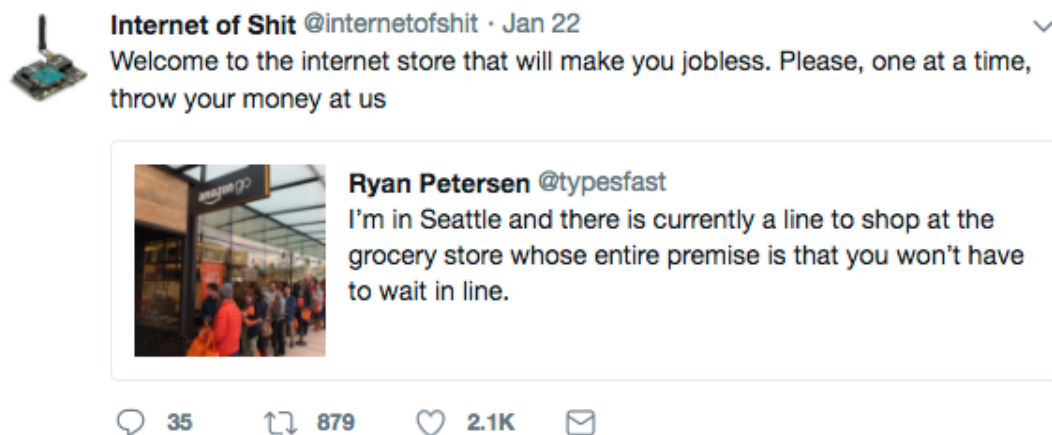 Internet of Shit @internetofshit · Jan 22
Welcome to the internet store that will make you jobless. Please, one at a time,
throw your money at us
amazon go
Ryan Petersen @typesfast
I'm in Seattle and there is currently a line to shop at the
grocery store whose entire premise is that you won't have
to wait in line.
35 879 2.1K